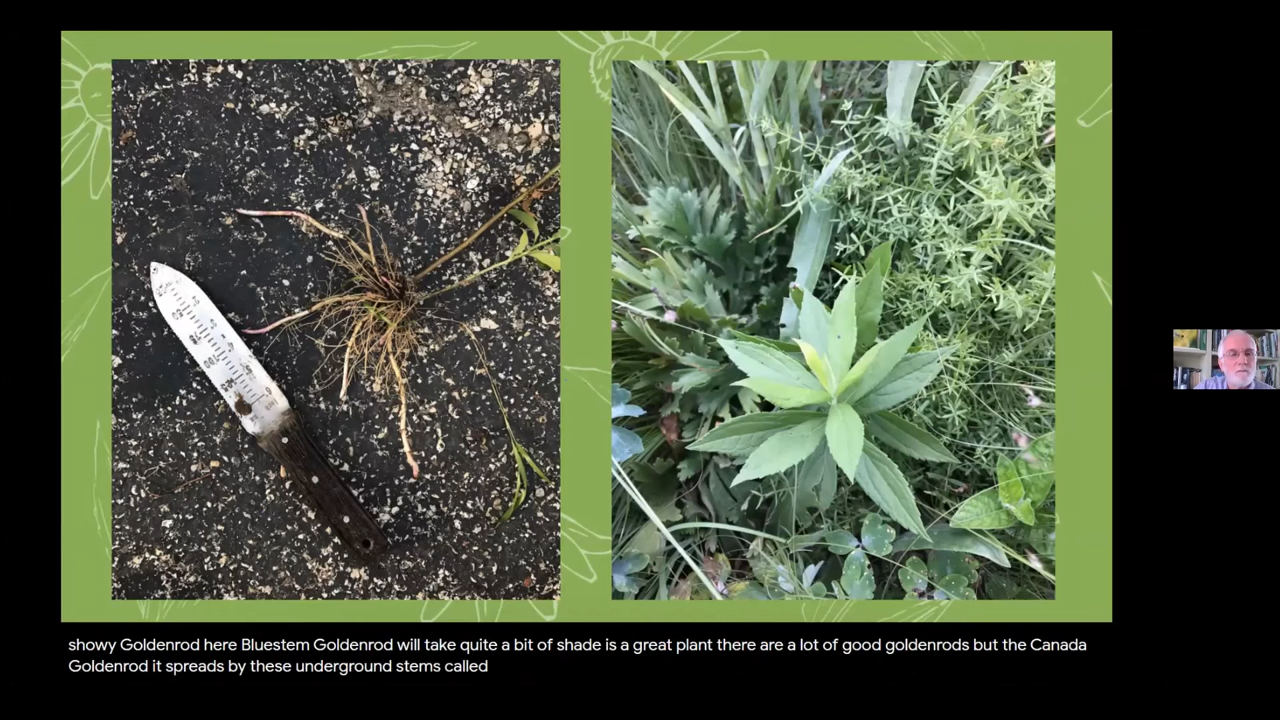 showy Goldenrod here Bluestem Goldenrod will take quite a bit of shade is a great plant there are a lot of good goldenrods but the Canada
Goldenrod it spreads by these underground stems called